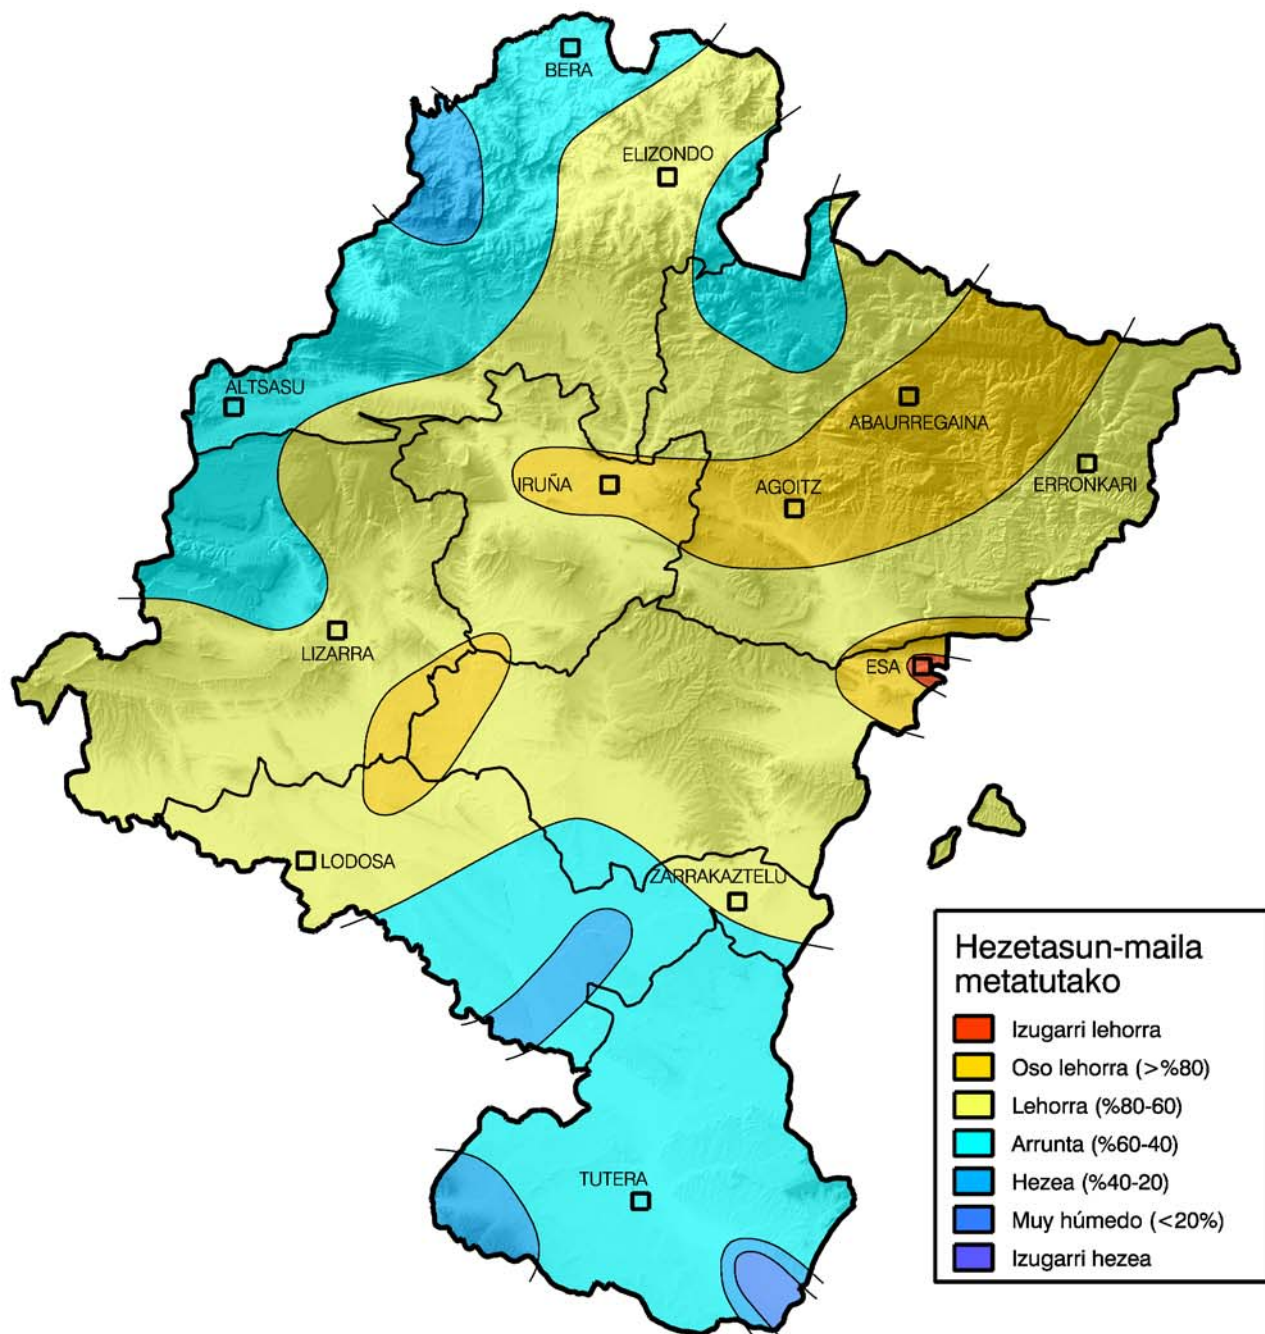 BERA
ELIZONDO
ALTSASU
ABAURREGAINA
IRUÑA
AGOITZ
ERRONKARI
LIZARRA
ESA
LODOSA
ZARRAKAZTELU
TUTERA
Hezetasun-maila
metatutako
Izugarri lehorra
Oso lehorra (>%80)
Lehorra (%80-60)
Arrunta (%60-40)
Hezea (%40-20)
Muy húmedo (<20%)
Izugarri hezea